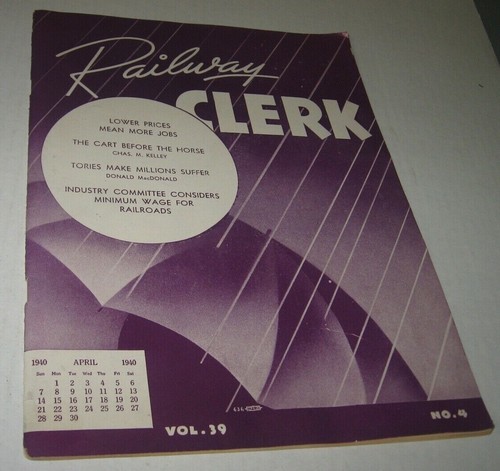 Railway
CLERK
LOWER PRICES
MEAN MORE JOBS
THE CART BEFORE THE HORSE
CHAS. M. KELLEY
TORIES MAKE MILLIONS SUFFER
DONALD MacDONALD
INDUSTRY COMMITTEE CONSIDERS
MINIMUM WAGE FOR
RAILROADS
1940 APRIL 1940
Sun Mon Tue Wed Thu Fri Sat
1 2 3 4 5 6
7 8 9 10 11 12 13
14 15 16 17 18 19 20
21 22 23 24 25 26 27
28 29 30
VOL. 39
NO. 4